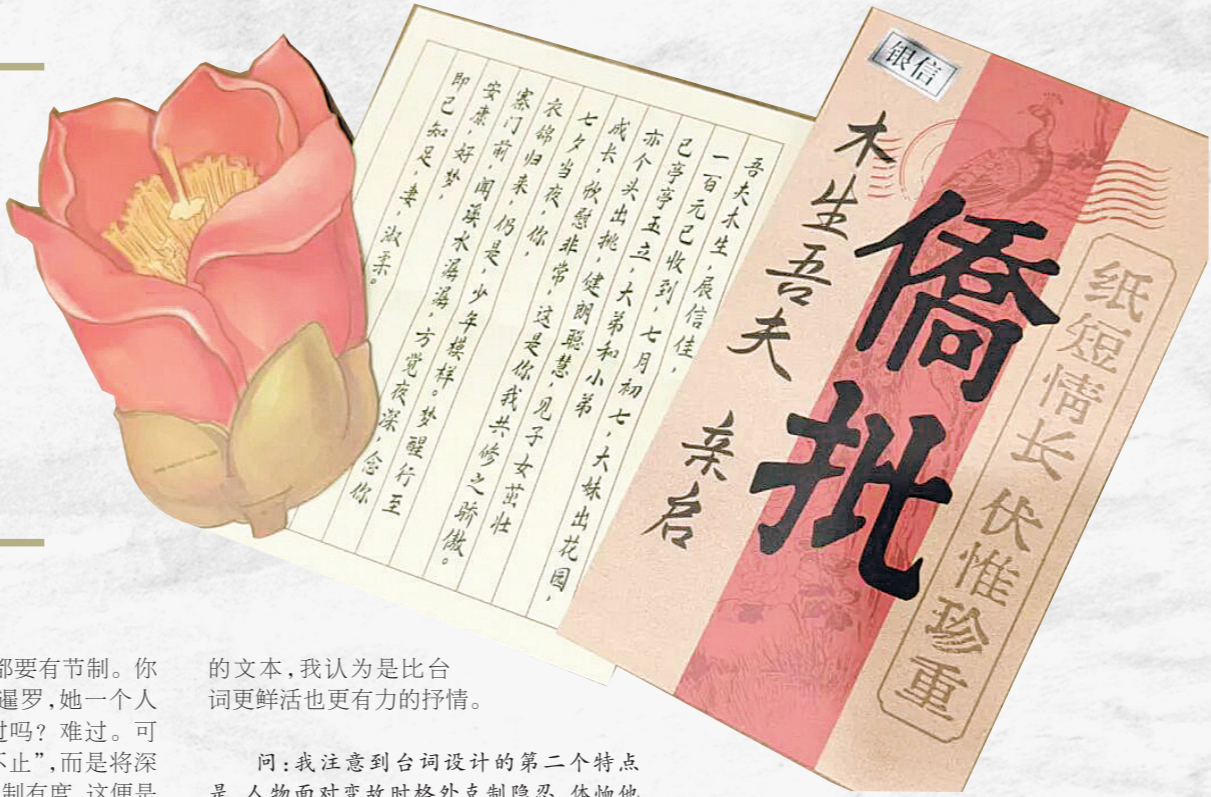 银信
木生吾夫 亲启
僑批
纸短情长 伏惟珍重
吾夫木生,展信佳,
一百元已收到,七月初七,大妹出花园,
已亭亭玉立,大弟和小弟
亦个头出挑,健朗聪慧,见子女茁壮
成长,欣慰非常,这是你我共修之骄傲。
七夕当夜,你,
衣锦归来,仍是,少年模样。梦醒行至
寨门前,闻溪水潺潺,方觉夜深,念你
安康,好梦,
即已知足,妻,淑柔。
都要有节制。你
暹罗,她一个人
过吗?难过。可
不止”,而是将深
制有度 这便是
的文本,我认为是比台
词更鲜活也更有力的抒情。
问:我注意到台词设计的第二个特点
是 人物面对变故时格外克制隐忍 体恤他